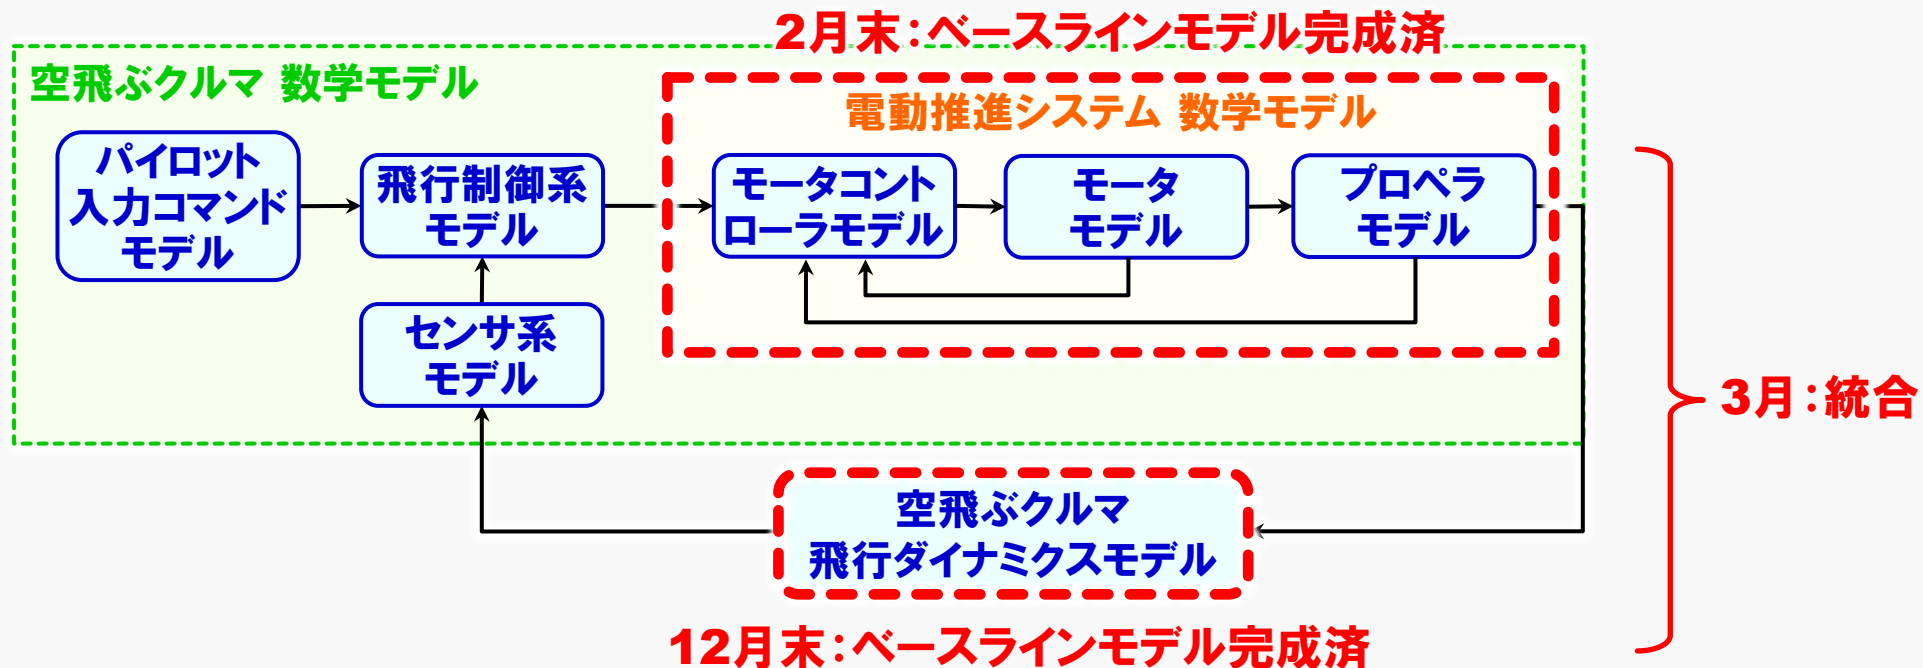 2月末：ベースラインモデル完成済
空飛ぶクルマ 数学モデル
電動推進システム 数学モデル
パイロット
入力コマンド
モデル
飛行制御系
モデル
モータコント
ローラモデル
モータ
モデル
プロペラ
モデル
センサ系
モデル
3月：統合
空飛ぶクルマ
飛行ダイナミクスモデル
12月末：ベースラインモデル完成済